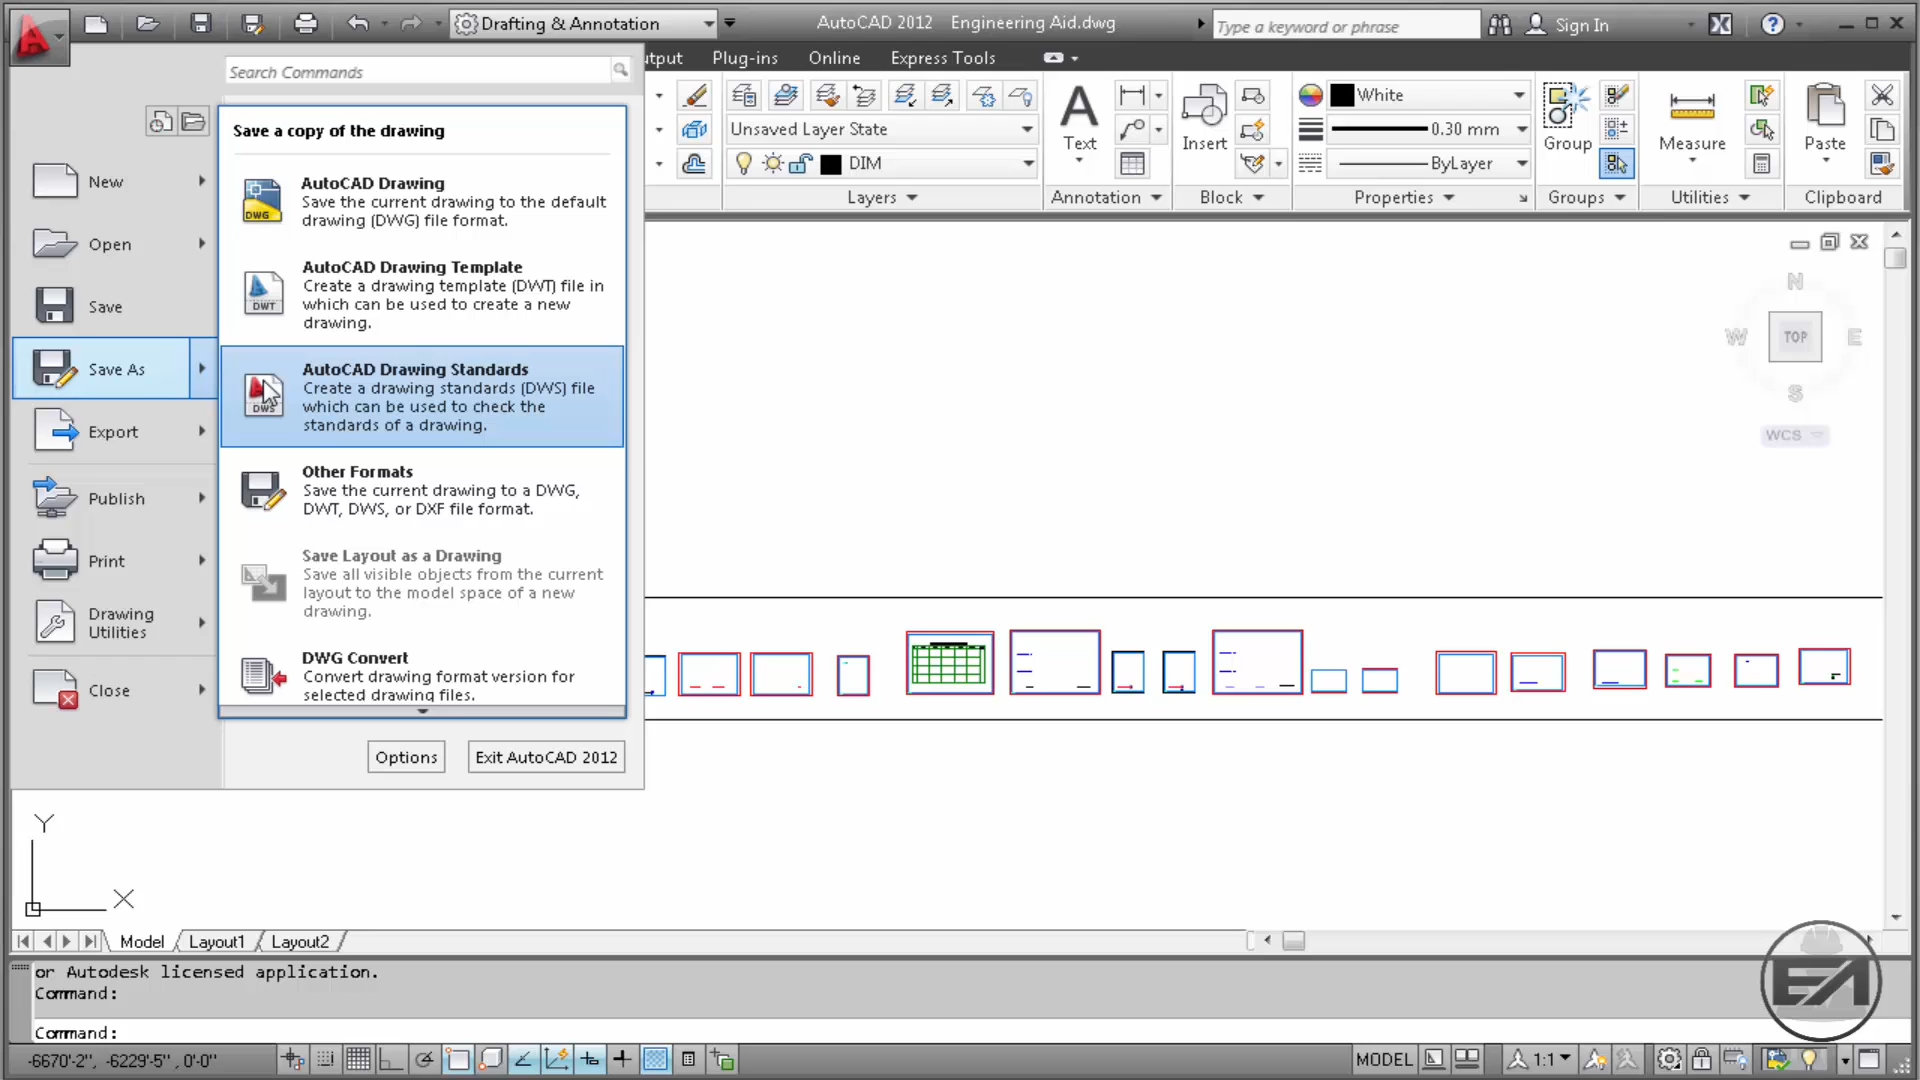 Drafting & Annotation
AutoCAD 2012 Engineering Aid.dwg
Type a keyword or phrase
Sign In
Search Commands
utput
Plug-ins
Online
Express Tools
Save a copy of the drawing
AutoCAD Drawing
Save the current drawing to the default
drawing (DWG) file format.
DWG
AutoCAD Drawing Template
Create a drawing template (DWT) file in
which can be used to create a new
drawing.
DWT
AutoCAD Drawing Standards
Create a drawing standards (DWS) file
which can be used to check the
standards of a drawing.
DWS
Other Formats
Save the current drawing to a DWG,
DWT, DWS, or DXF file format.
Save Layout as a Drawing
Save all visible objects from the current
layout to the model space of a new
drawing.
DWG Convert
Convert drawing format version for
selected drawing files.
Options
Exit AutoCAD 2012
New
Open
Save
Save As
Export
Publish
Print
Drawing
Utilities
Close
Unsaved Layer State
DIM
Layers
Text
Annotation
Insert
Block
White
0.30 mm
ByLayer
Properties
Group
Groups
Measure
Utilities
Paste
Clipboard
N
W
TOP
E
S
WCS
Y
X
Model
Layout1
Layout2
or Autodesk licensed application.
Command:
Command:
-6670'-2", -6229'-5" , 0'-0"
MODEL
1:1
EA